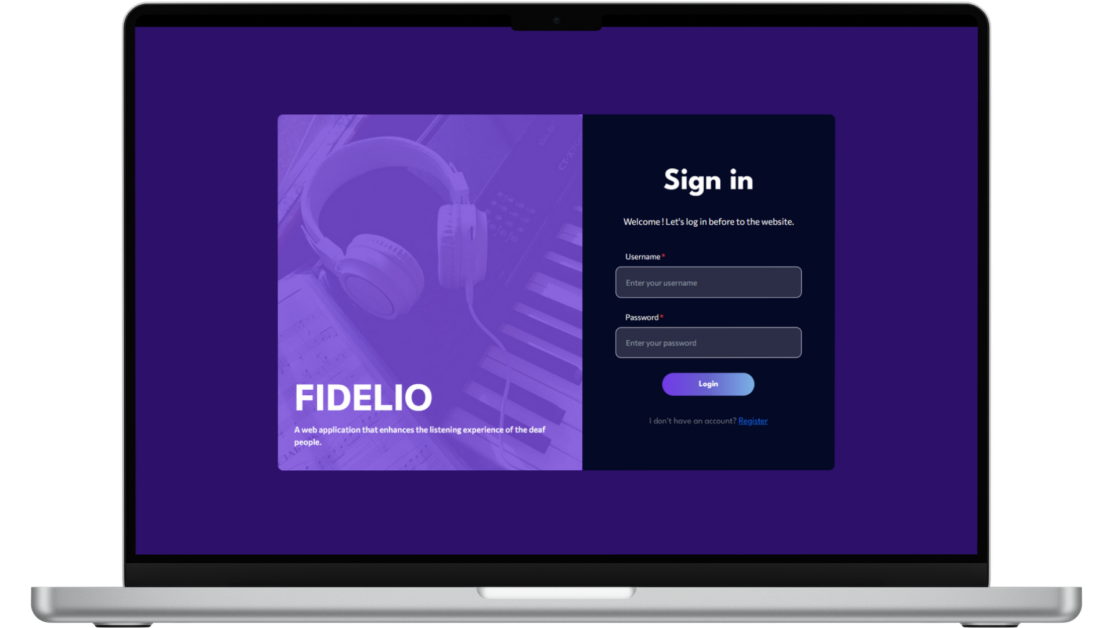 FIDELIO
A web application that enhances the listening experience of the deaf
people.
Sign in
Welcome ! Let's log in before to the website.
Username *
Enter your username
Password *
Enter your password
Login
I don't have an account? Register